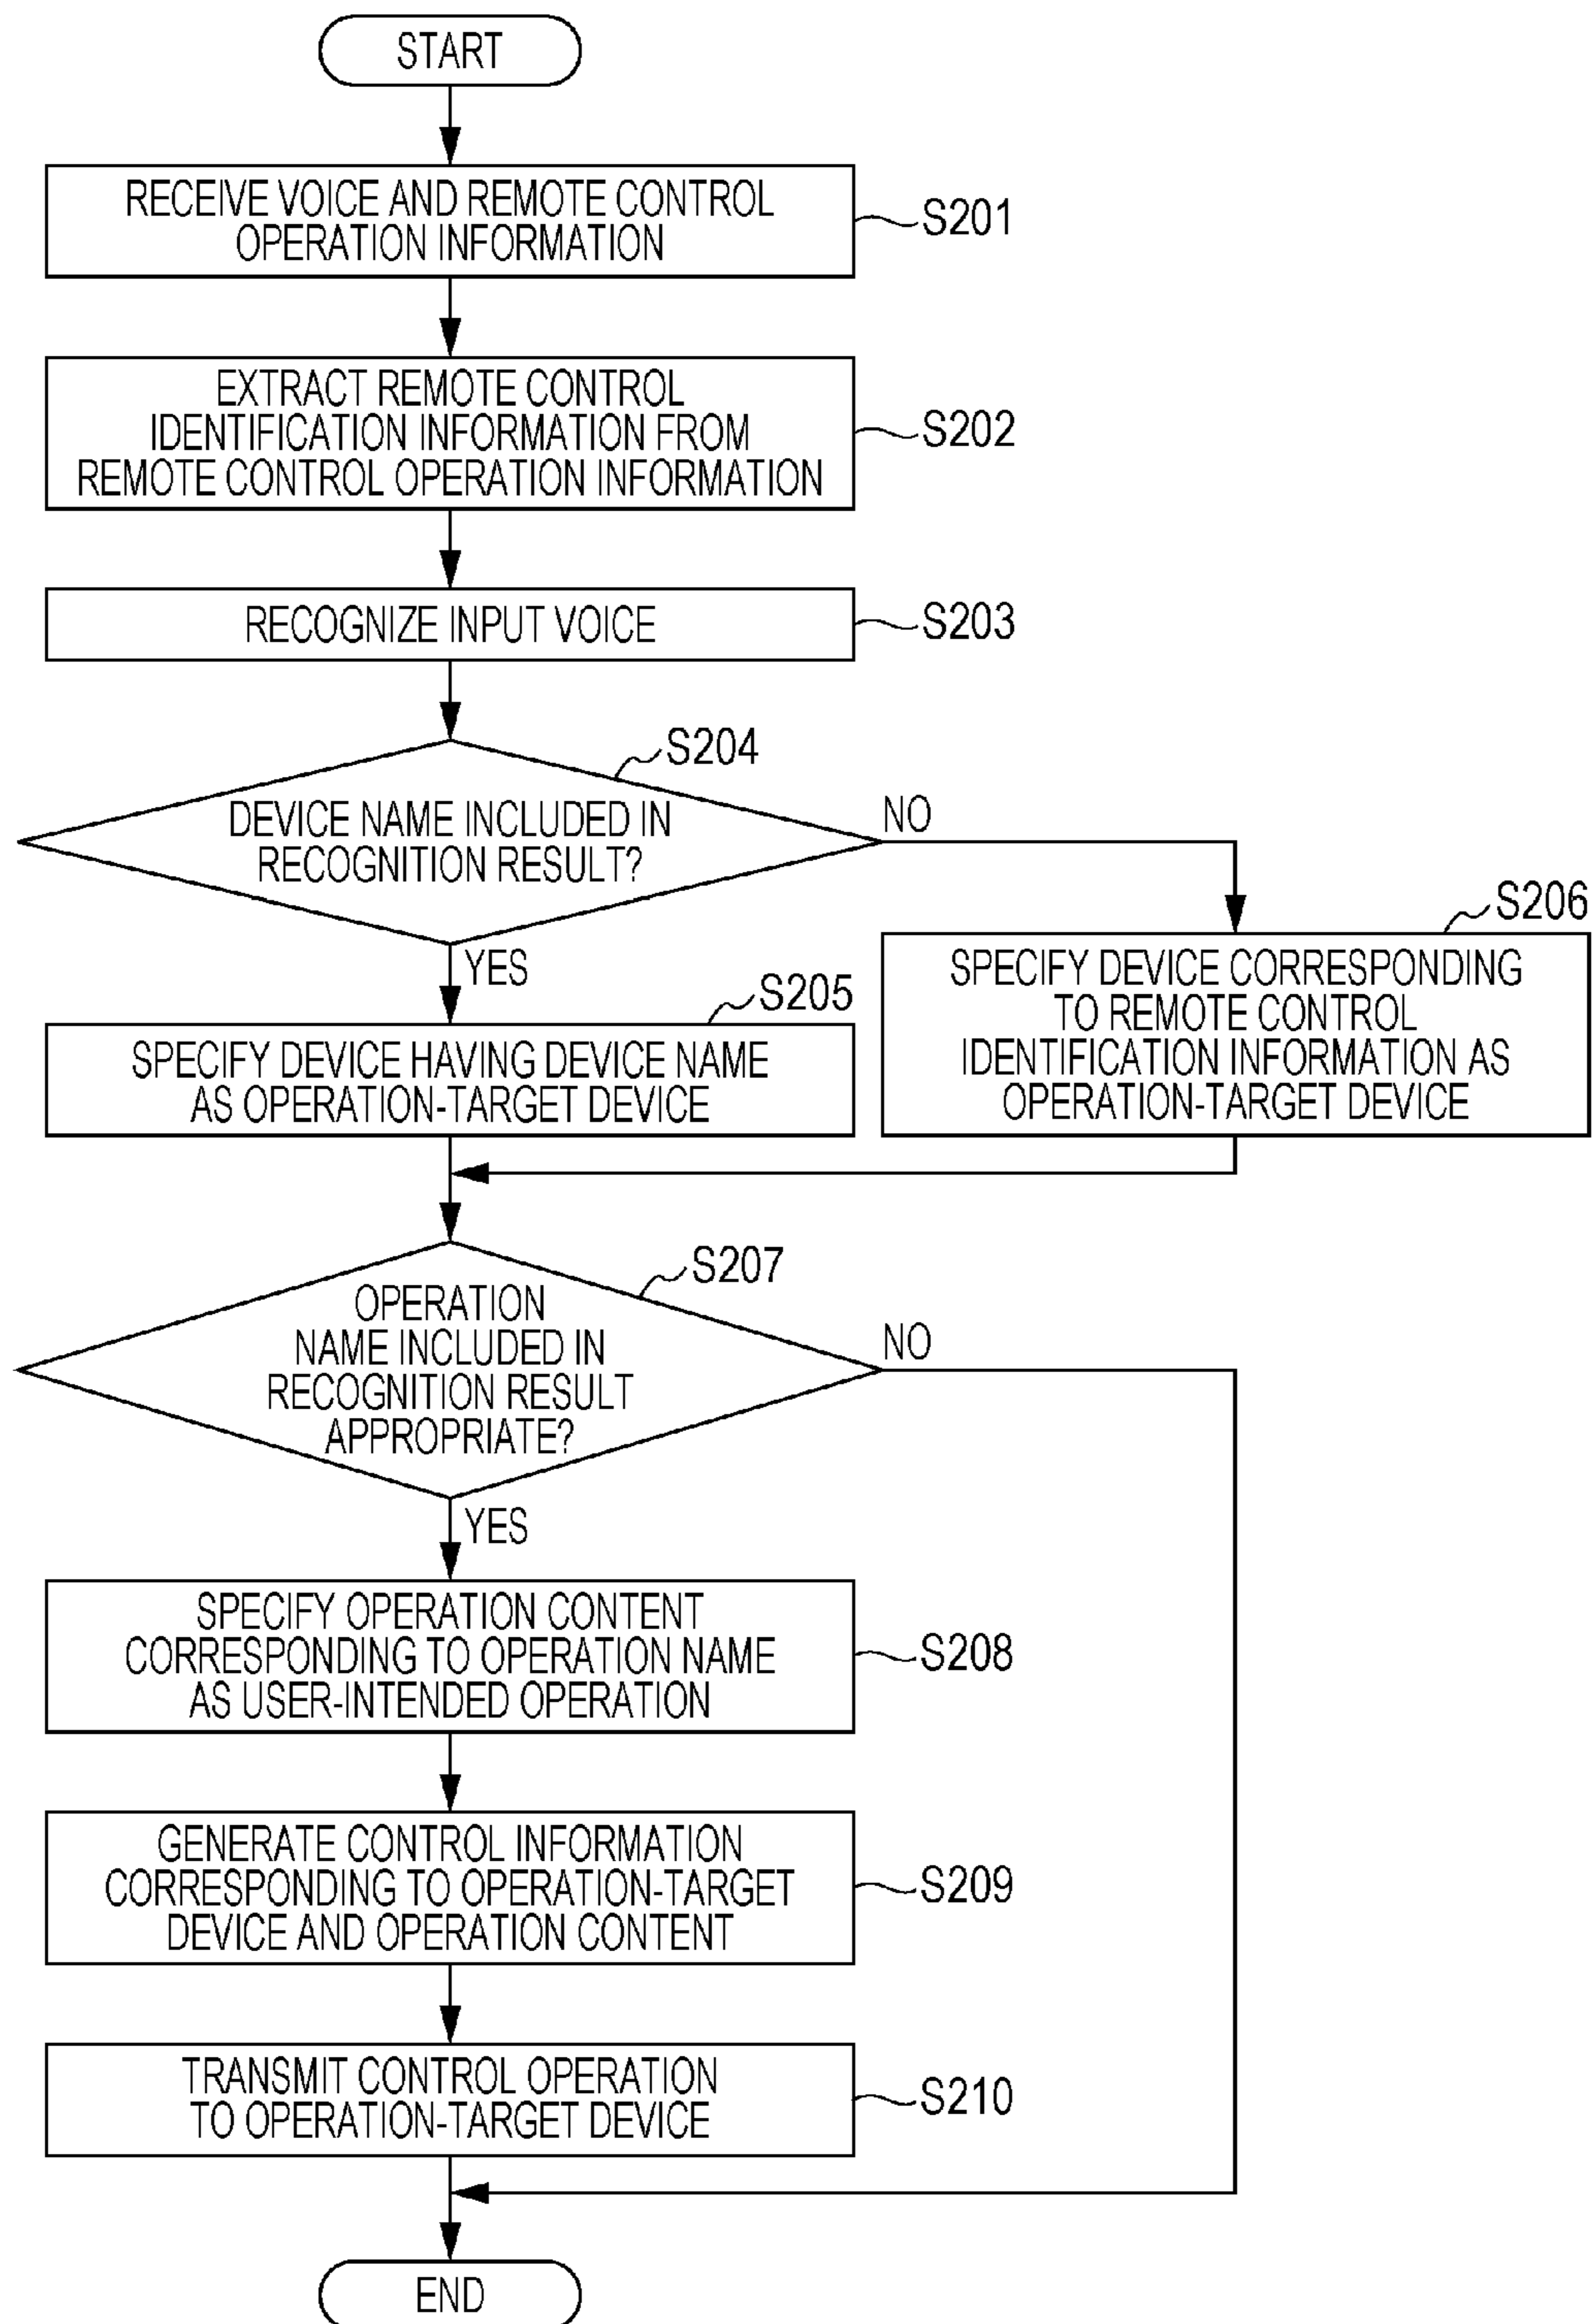 START
RECEIVE VOICE AND REMOTE CONTROL
OPERATION INFORMATION
S201
EXTRACT REMOTE CONTROL
IDENTIFICATION INFORMATION FROM
REMOTE CONTROL OPERATION INFORMATION
S202
RECOGNIZE INPUT VOICE
S203
S204
DEVICE NAME INCLUDED IN
RECOGNITION RESULT?
NO
YES
S205
SPECIFY DEVICE HAVING DEVICE NAME
AS OPERATION-TARGET DEVICE
S206
SPECIFY DEVICE CORRESPONDING
TO REMOTE CONTROL
IDENTIFICATION INFORMATION AS
OPERATION-TARGET DEVICE
S207
OPERATION
NAME INCLUDED IN
RECOGNITION RESULT
APPROPRIATE?
NO
YES
SPECIFY OPERATION CONTENT
CORRESPONDING TO OPERATION NAME
AS USER-INTENDED OPERATION
S208
GENERATE CONTROL INFORMATION
CORRESPONDING TO OPERATION-TARGET
DEVICE AND OPERATION CONTENT
S209
TRANSMIT CONTROL OPERATION
TO OPERATION-TARGET DEVICE
S210
END